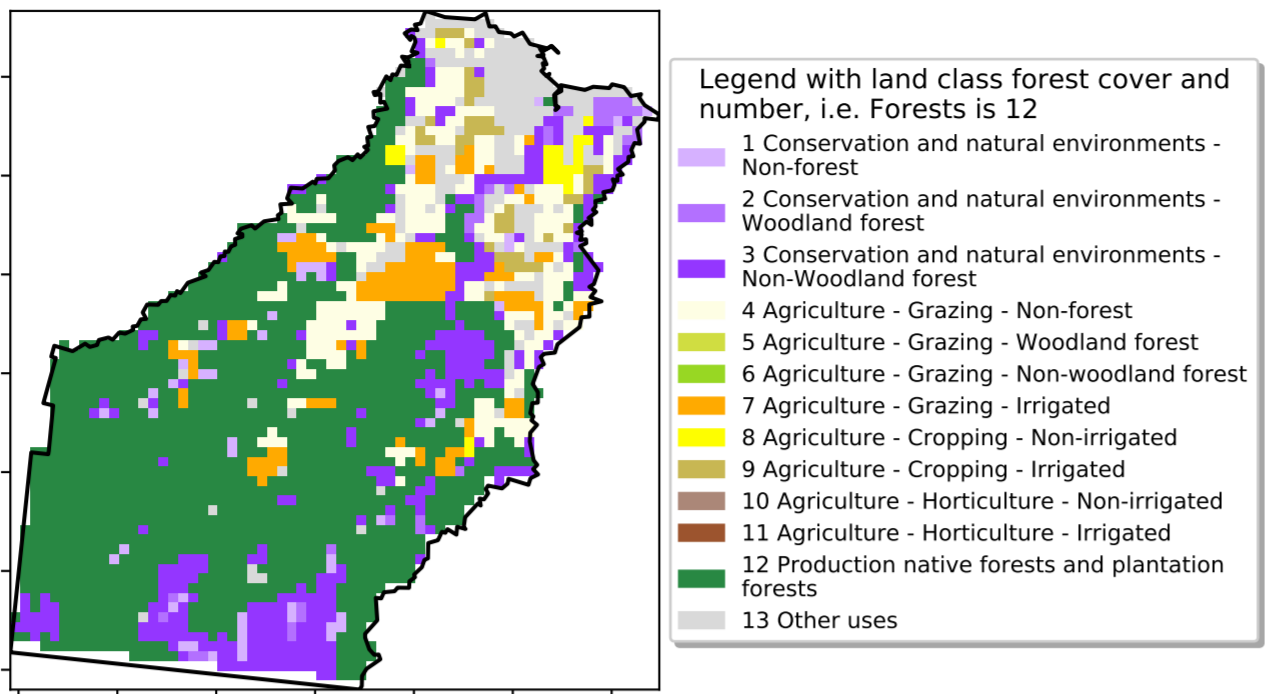 Legend with land class forest cover and
number, i.e. Forests is 12
1 Conservation and natural environments -
Non-forest
2 Conservation and natural environments -
Woodland forest
3 Conservation and natural environments -
Non-Woodland forest
4 Agriculture - Grazing - Non-forest
5 Agriculture - Grazing - Woodland forest
6 Agriculture - Grazing - Non-woodland forest
7 Agriculture - Grazing - Irrigated
8 Agriculture - Cropping - Non-irrigated
9 Agriculture - Cropping - Irrigated
10 Agriculture - Horticulture - Non-irrigated
11 Agriculture - Horticulture - Irrigated
12 Production native forests and plantation
forests
13 Other uses